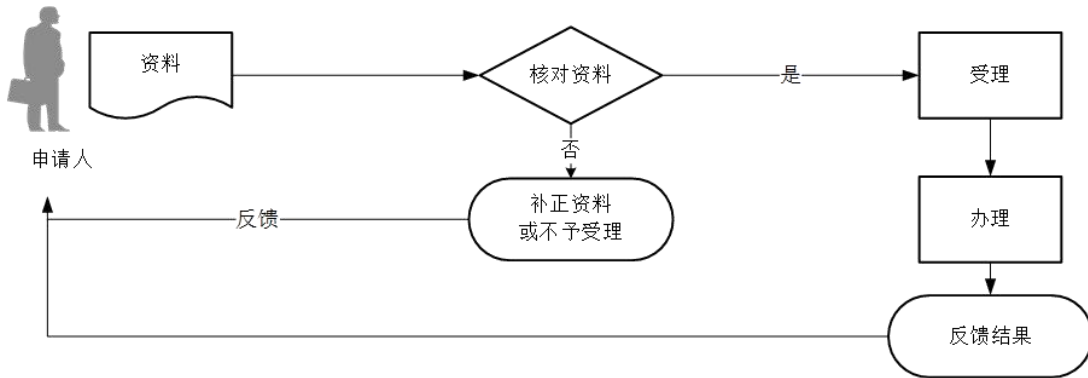 资料
核对资料
是
受理
申请人
否
补正资料
或不予受理
反馈
办理
反馈结果